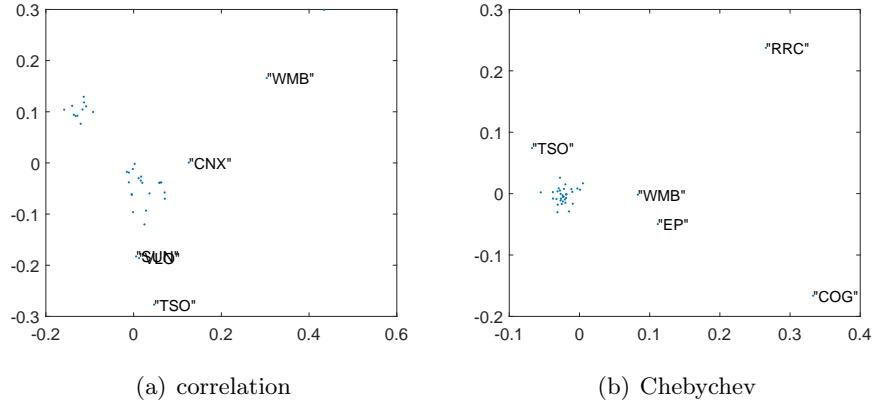 0.3
"WMB"
0.2
0.1
0
"CNX"
-0.1
"SUN"
"VLO"
-0.2
"TSO"
-0.3
-0.2
0
0.2
0.4
0.6
(a) correlation
0.3
"RRC"
0.2
0.1
"TSO"
0
"WMB"
"EP"
-0.1
"COG"
-0.2
-0.1
0
0.1
0.2
0.3
0.4
(b) Chebychev